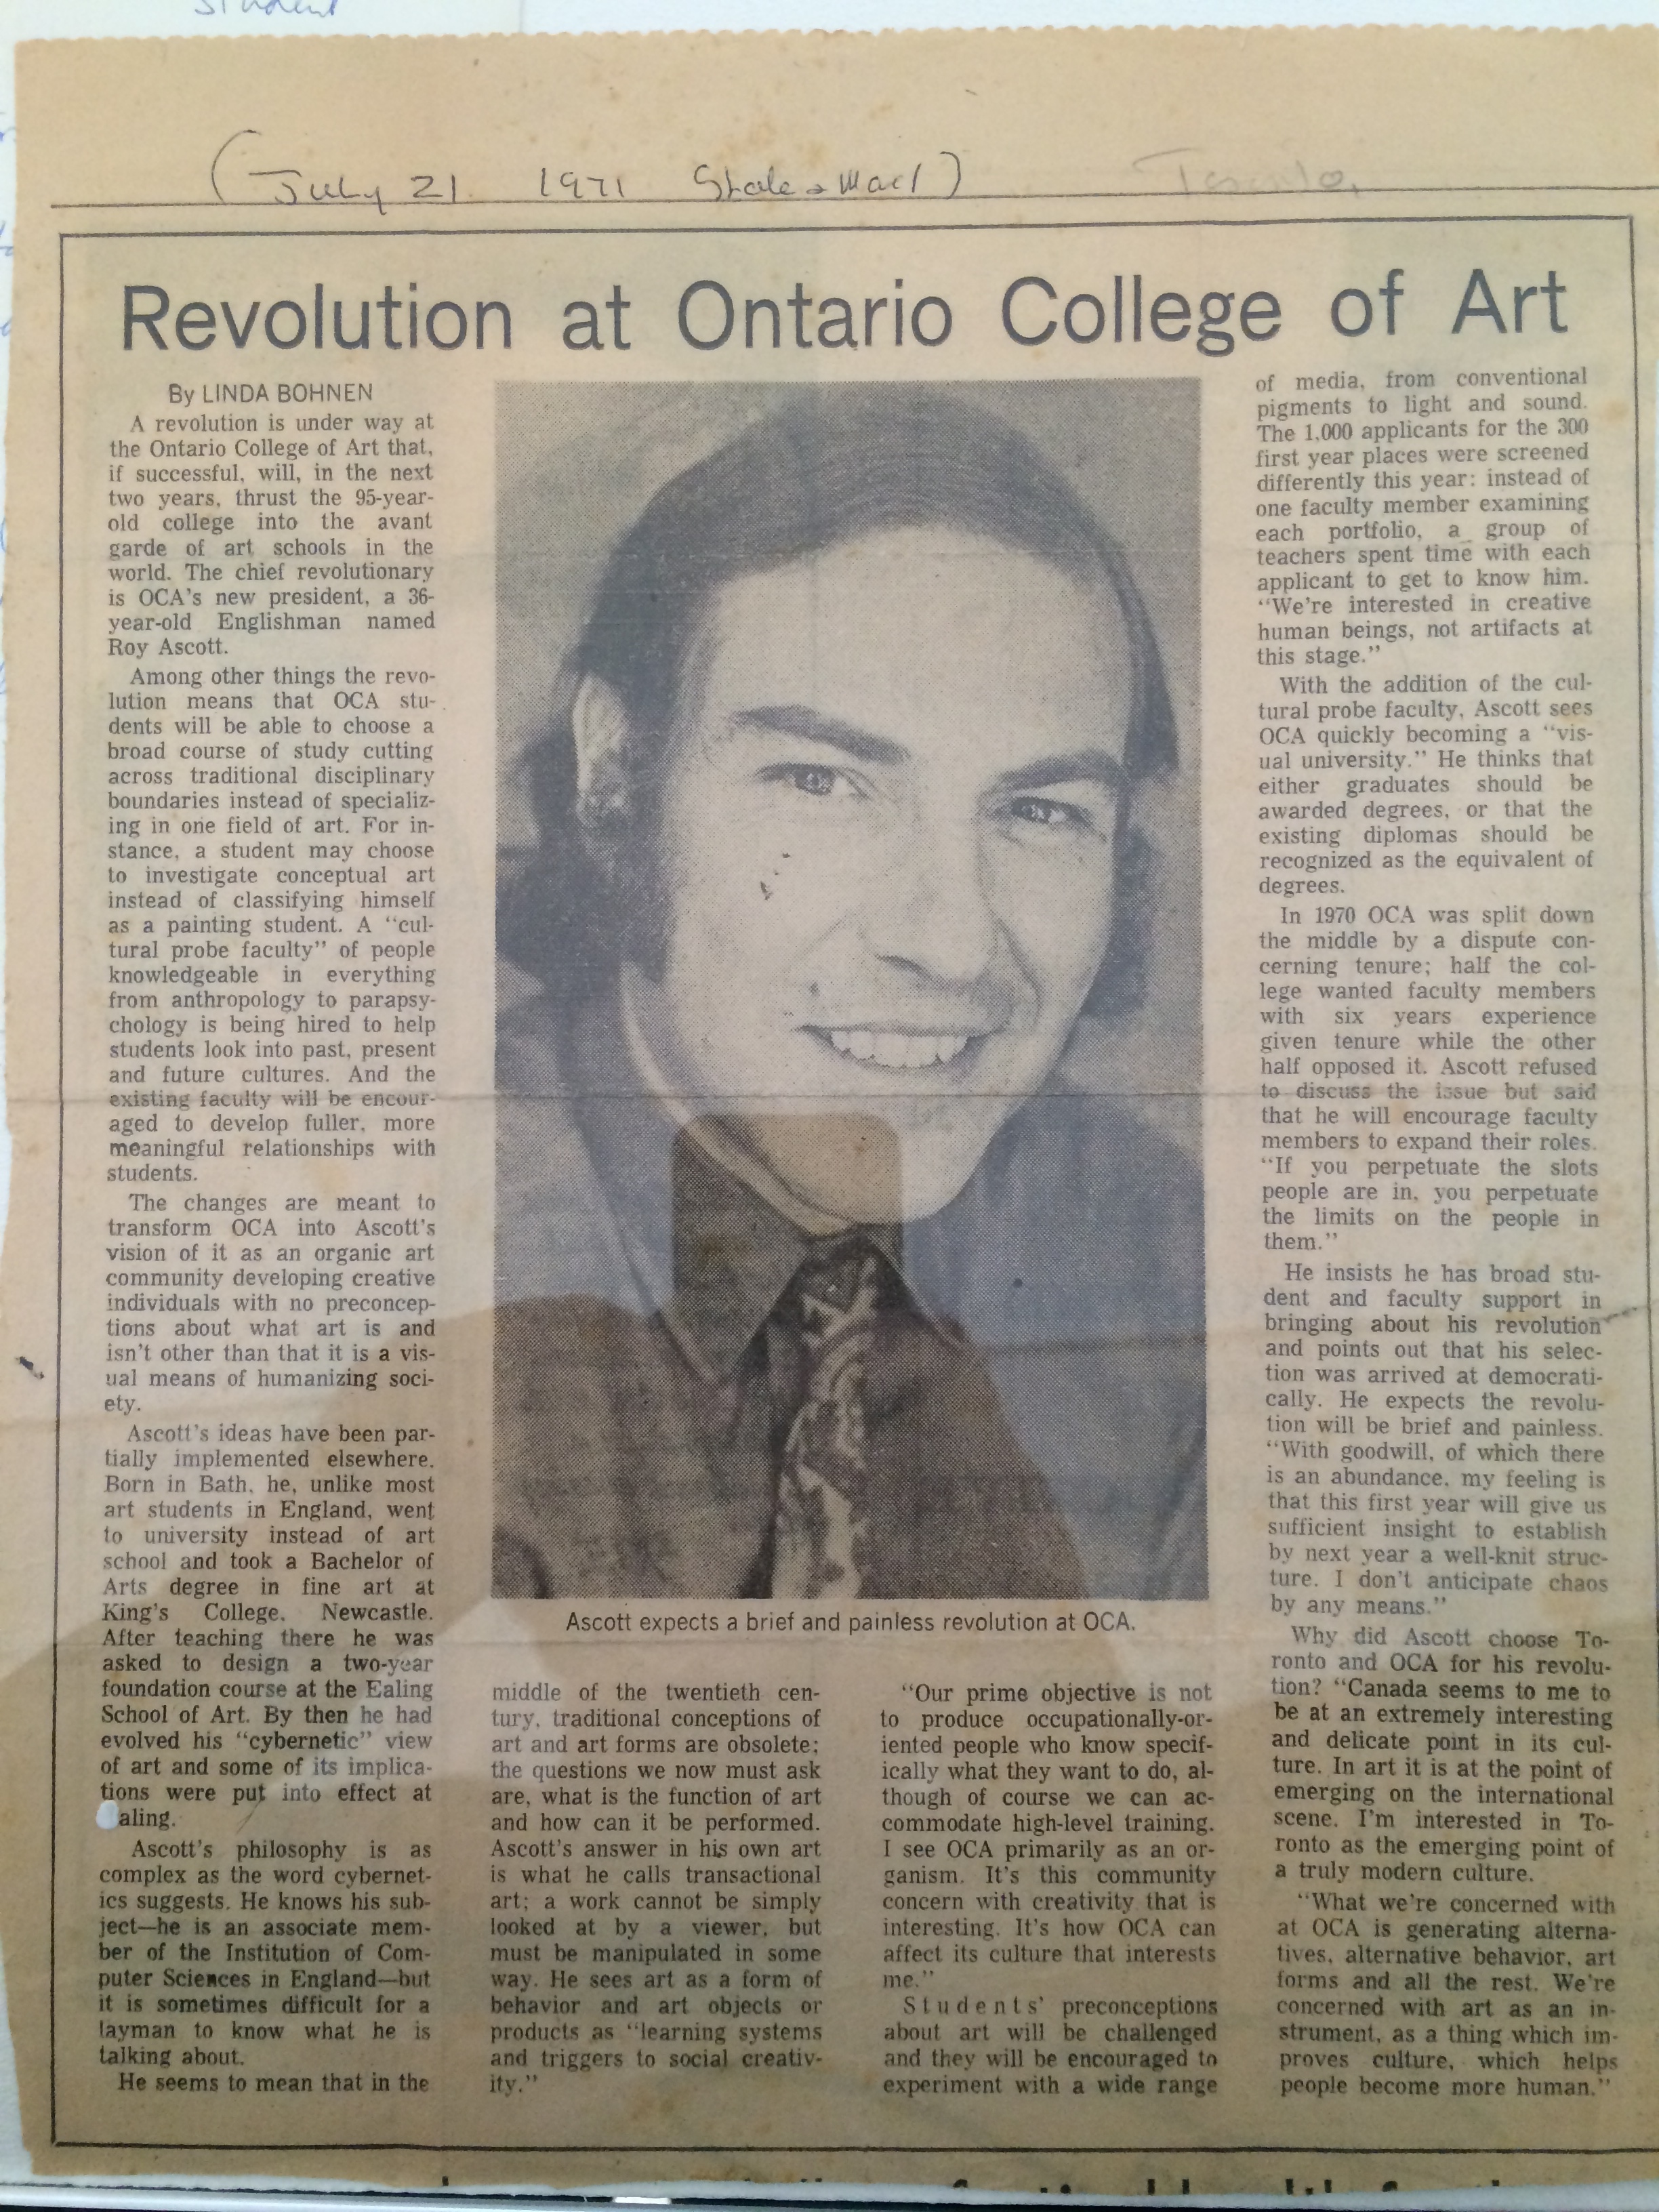 student
(July 21 1971 Globe & Mail) Toronto,
Revolution at Ontario College of Art
By LINDA BOHNEN
A revolution is under way at
the Ontario College of Art that,
if successful, will, in the next
two years, thrust the 95-year-
old college into the avant
garde of art schools in the
world. The chief revolutionary
is OCA's new president, a 36-
year-old Englishman named
Roy Ascott.
Among other things the revo-
lution means that OCA stu-
dents will be able to choose a
broad course of study cutting
across traditional disciplinary
boundaries instead of specializ-
ing in one field of art. For in-
stance, a student may choose
to investigate conceptual art
instead of classifying himself
as a painting student. A "cul-
tural probe faculty" of people
knowledgeable in everything
from anthropology to parapsy-
chology is being hired to help
students look into past, present
and future cultures. And the
existing faculty will be encour-
aged to develop fuller, more
meaningful relationships with
students.
The changes are meant to
transform OCA into Ascott's
vision of it as an organic art
community developing creative
individuals with no preconcep-
tions about what art is and
isn't other than that it is a vis-
ual means of humanizing soci-
ety.
Ascott's ideas have been par-
tially implemented elsewhere.
Born in Bath, he, unlike most
art students in England, went
to university instead of art
school and took a Bachelor of
Arts degree in fine art at
King's College, Newcastle.
After teaching there he was
asked to design a two-year
foundation course at the Ealing
School of Art. By then he had
evolved his "cybernetic" view
of art and some of its implica-
tions were put into effect at
aling.
Ascott's philosophy is as
complex as the word cybernet-
ics suggests. He knows his sub-
ject—he is an associate mem-
ber of the Institution of Com-
puter Sciences in England—but
it is sometimes difficult for a
layman to know what he is
talking about.
He seems to mean that in the
Ascott expects a brief and painless revolution at OCA.
middle of the twentieth cen-
tury, traditional conceptions of
art and art forms are obsolete;
the questions we now must ask
are, what is the function of art
and how can it be performed.
Ascott's answer in his own art
is what he calls transactional
art; a work cannot be simply
looked at by a viewer, but
must be manipulated in some
way. He sees art as a form of
behavior and art objects or
products as "learning systems
and triggers to social creativ-
ity."
"Our prime objective is not
to produce occupationally-or-
iented people who know specif-
ically what they want to do, al-
though of course we can ac-
commodate high-level training.
I see OCA primarily as an or-
ganism. It's this community
concern with creativity that is
interesting. It's how OCA can
affect its culture that interests
me."
Students' preconceptions
about art will be challenged
and they will be encouraged to
experiment with a wide range
of media, from conventional
pigments to light and sound.
The 1,000 applicants for the 300
first year places were screened
differently this year: instead of
one faculty member examining
each portfolio, a group of
teachers spent time with each
applicant to get to know him.
"We're interested in creative
human beings, not artifacts at
this stage."
With the addition of the cul-
tural probe faculty, Ascott sees
OCA quickly becoming a "vis-
ual university." He thinks that
either graduates should be
awarded degrees, or that the
existing diplomas should be
recognized as the equivalent of
degrees.
In 1970 OCA was split down
the middle by a dispute con-
cerning tenure; half the col-
lege wanted faculty members
with six years experience
given tenure while the other
half opposed it. Ascott refused
to discuss the issue but said
that he will encourage faculty
members to expand their roles.
"If you perpetuate the slots
people are in, you perpetuate
the limits on the people in
them."
He insists he has broad stu-
dent and faculty support in
bringing about his revolution
and points out that his selec-
tion was arrived at democrati-
cally. He expects the revolu-
tion will be brief and painless.
"With goodwill, of which there
is an abundance, my feeling is
that this first year will give us
sufficient insight to establish
by next year a well-knit struc-
ture. I don't anticipate chaos
by any means."
Why did Ascott choose To-
ronto and OCA for his revolu-
tion? "Canada seems to me to
be at an extremely interesting
and delicate point in its cul-
ture. In art it is at the point of
emerging on the international
scene. I'm interested in To-
ronto as the emerging point of
a truly modern culture.
"What we're concerned with
at OCA is generating alterna-
tives, alternative behavior, art
forms and all the rest. We're
concerned with art as an in-
strument, as a thing which im-
proves culture, which helps
people become more human."